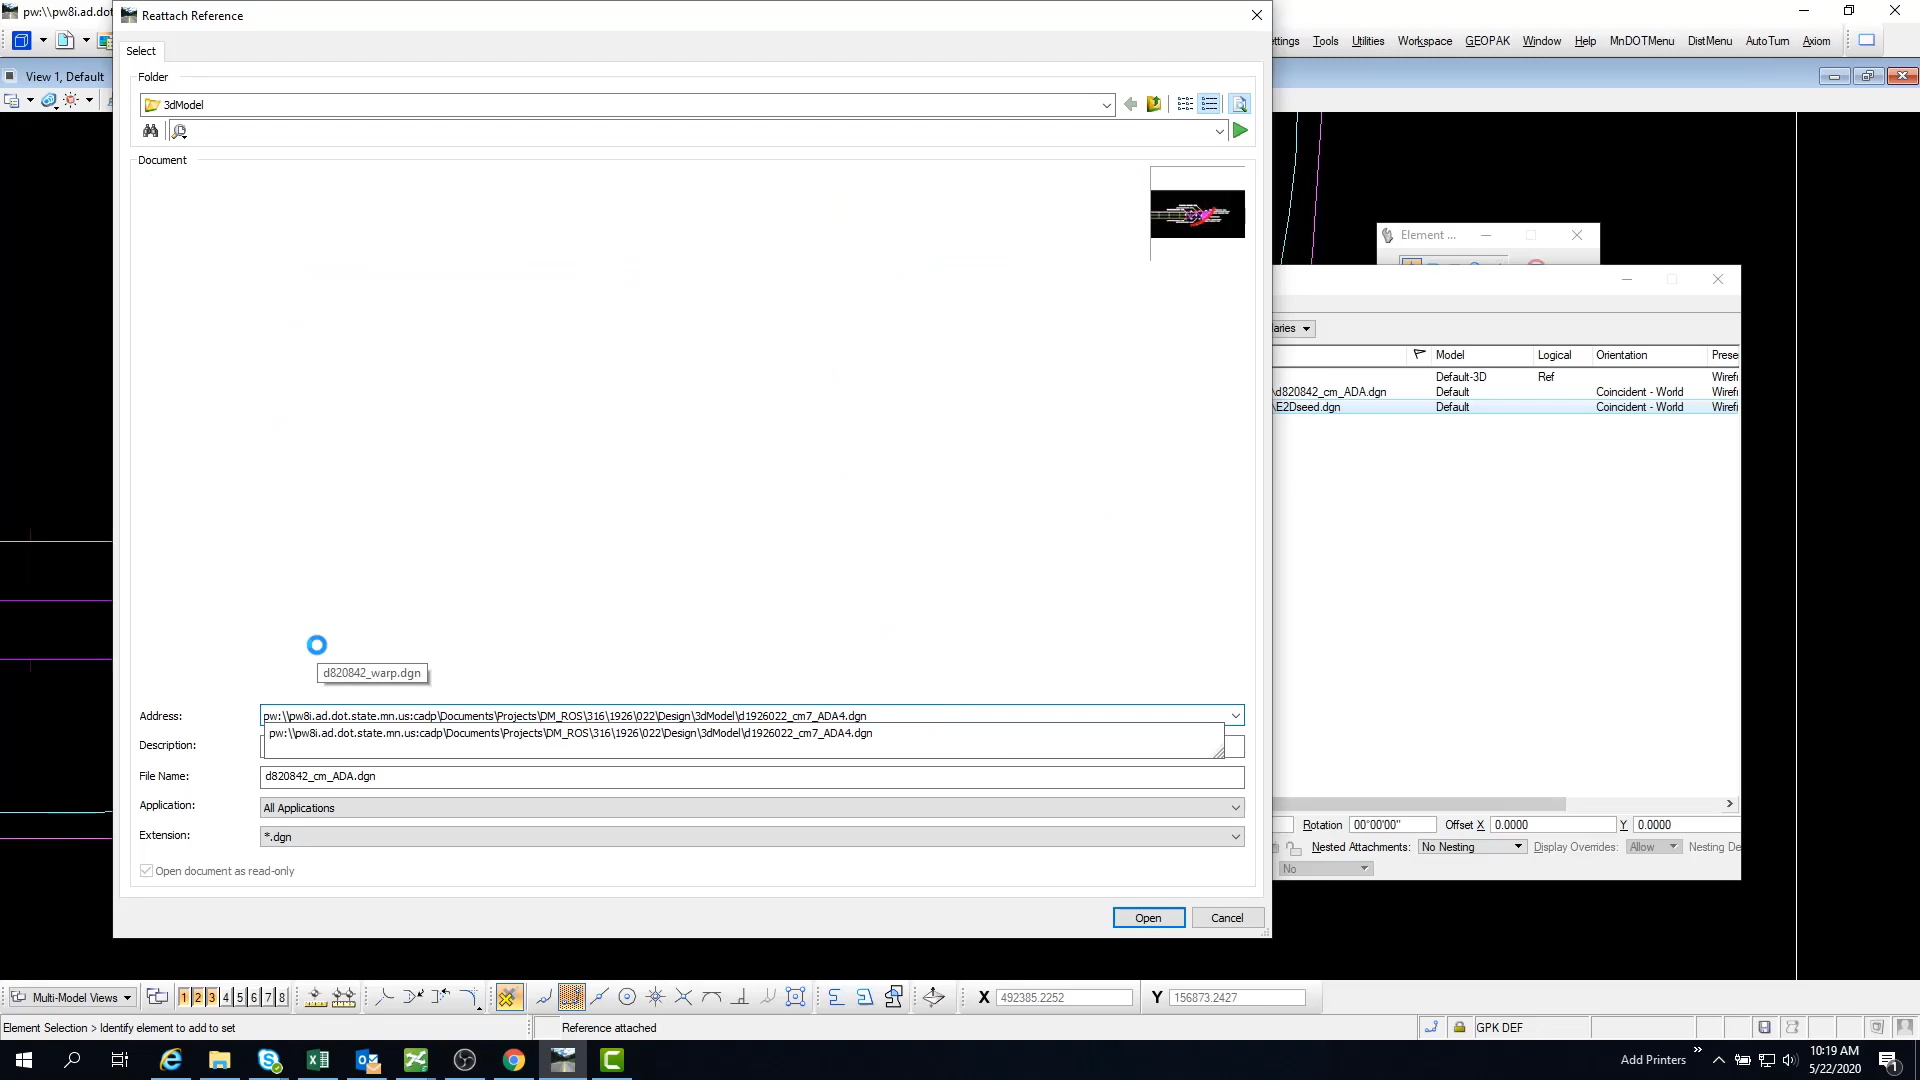 pw:\\pw8i.ad.dot
Reattach Reference
Settings Tools Utilities Workspace GEOPAK Window Help MnDOTMenu DistMenu AutoTurn Axiom
View 1, Default
Select
Folder
3dModel
Document
Element ...
Model Logical Orientation Prese
Default-3D Ref Wirefr
\d820842_cm_ADA.dgn Default Coincident - World Wirefr
\E2Dseed.dgn Default Coincident - World Wirefr
d820842_warp.dgn
Address: pw:\\pw8i.ad.dot.state.mn.us:cadp\Documents\Projects\DM_ROS\316\1926\022\Design\3dModel\d1926022_cm7_ADA4.dgn
pw:\\pw8i.ad.dot.state.mn.us:cadp\Documents\Projects\DM_ROS\316\1926\022\Design\3dModel\d1926022_cm7_ADA4.dgn
Description:
File Name: d820842_cm_ADA.dgn
Application: All Applications
Extension: *.dgn
Open document as read-only
Rotation 00°00'00" Offset X 0.0000 Y 0.0000
Nested Attachments: No Nesting Display Overrides: Allow Nesting De
No
Open Cancel
Multi-Model Views 1 2 3 4 5 6 7 8 X 492385.2252 Y 156873.2427
Element Selection > Identify element to add to set Reference attached GPK DEF
Add Printers
10:19 AM
5/22/2020
1